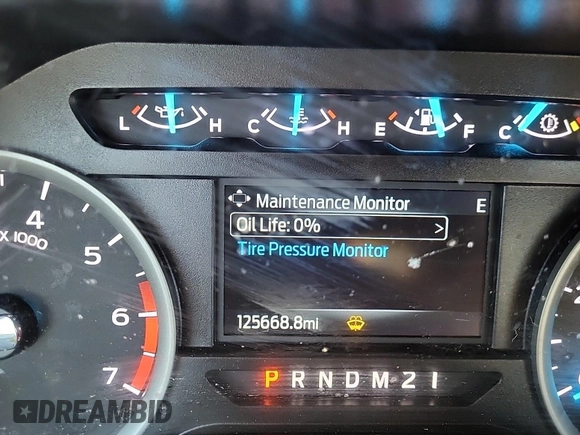 L H C H E F C
4
X 1000
5
6
7
Maintenance Monitor E
Oil Life: 0% >
Tire Pressure Monitor
125668.8mi
P R N D M 2 1
DREAMBID